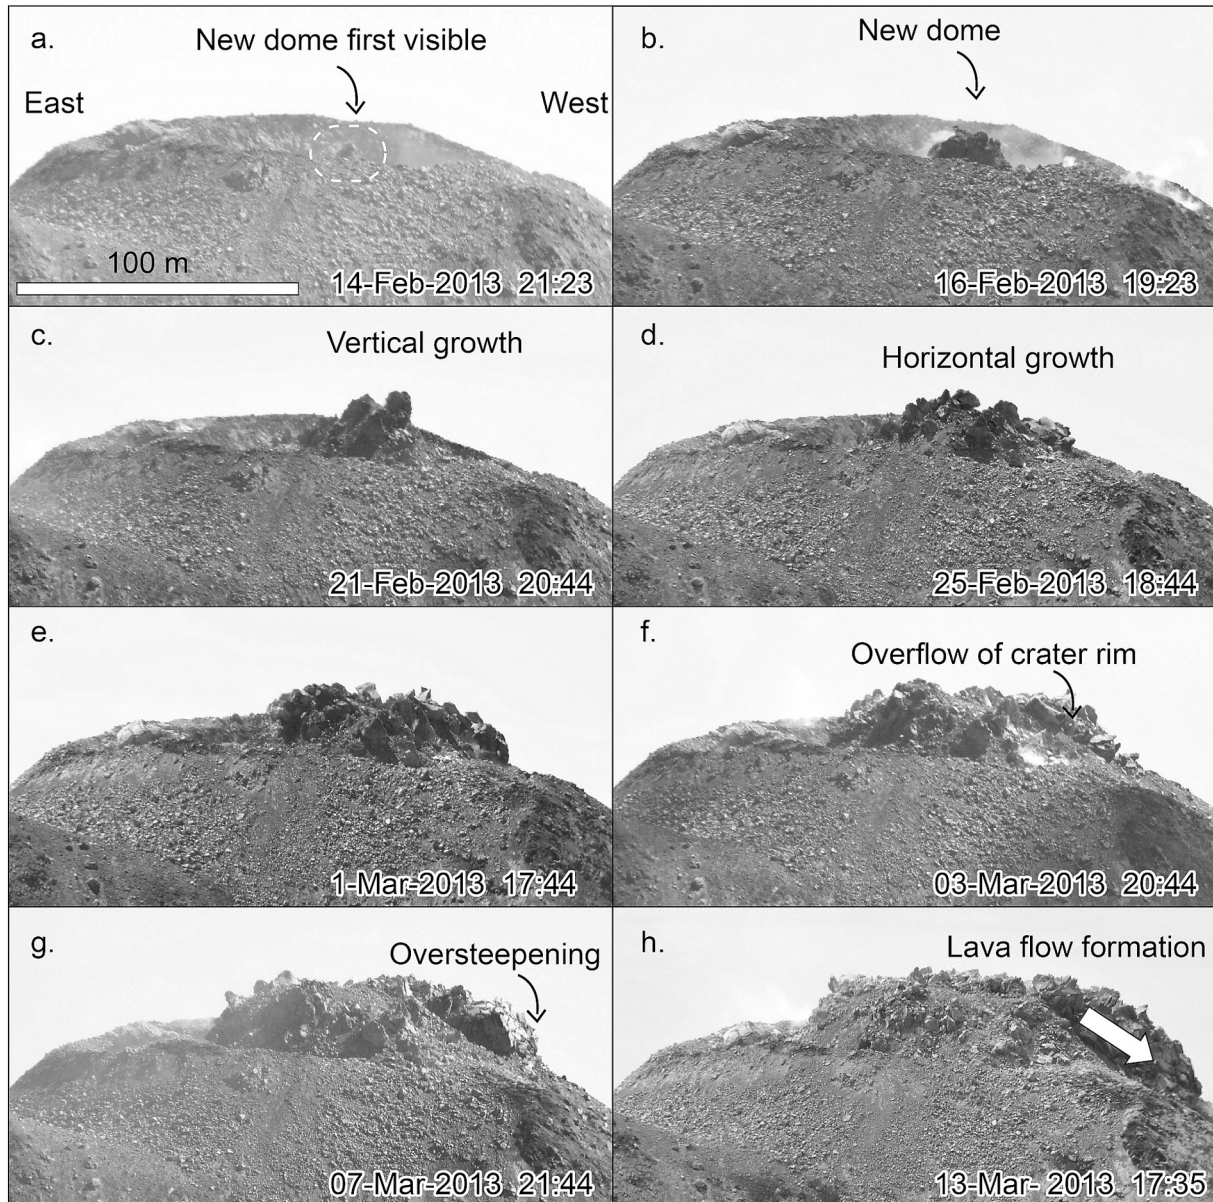 a.
New dome first visible
East
West
100 m
14-Feb-2013 21:23
b.
New dome
16-Feb-2013 19:23
c.
Vertical growth
21-Feb-2013 20:44
d.
Horizontal growth
25-Feb-2013 18:44
e.
1-Mar-2013 17:44
f.
Overflow of crater rim
03-Mar-2013 20:44
g.
Oversteepening
07-Mar-2013 21:44
h.
Lava flow formation
13-Mar- 2013 17:35